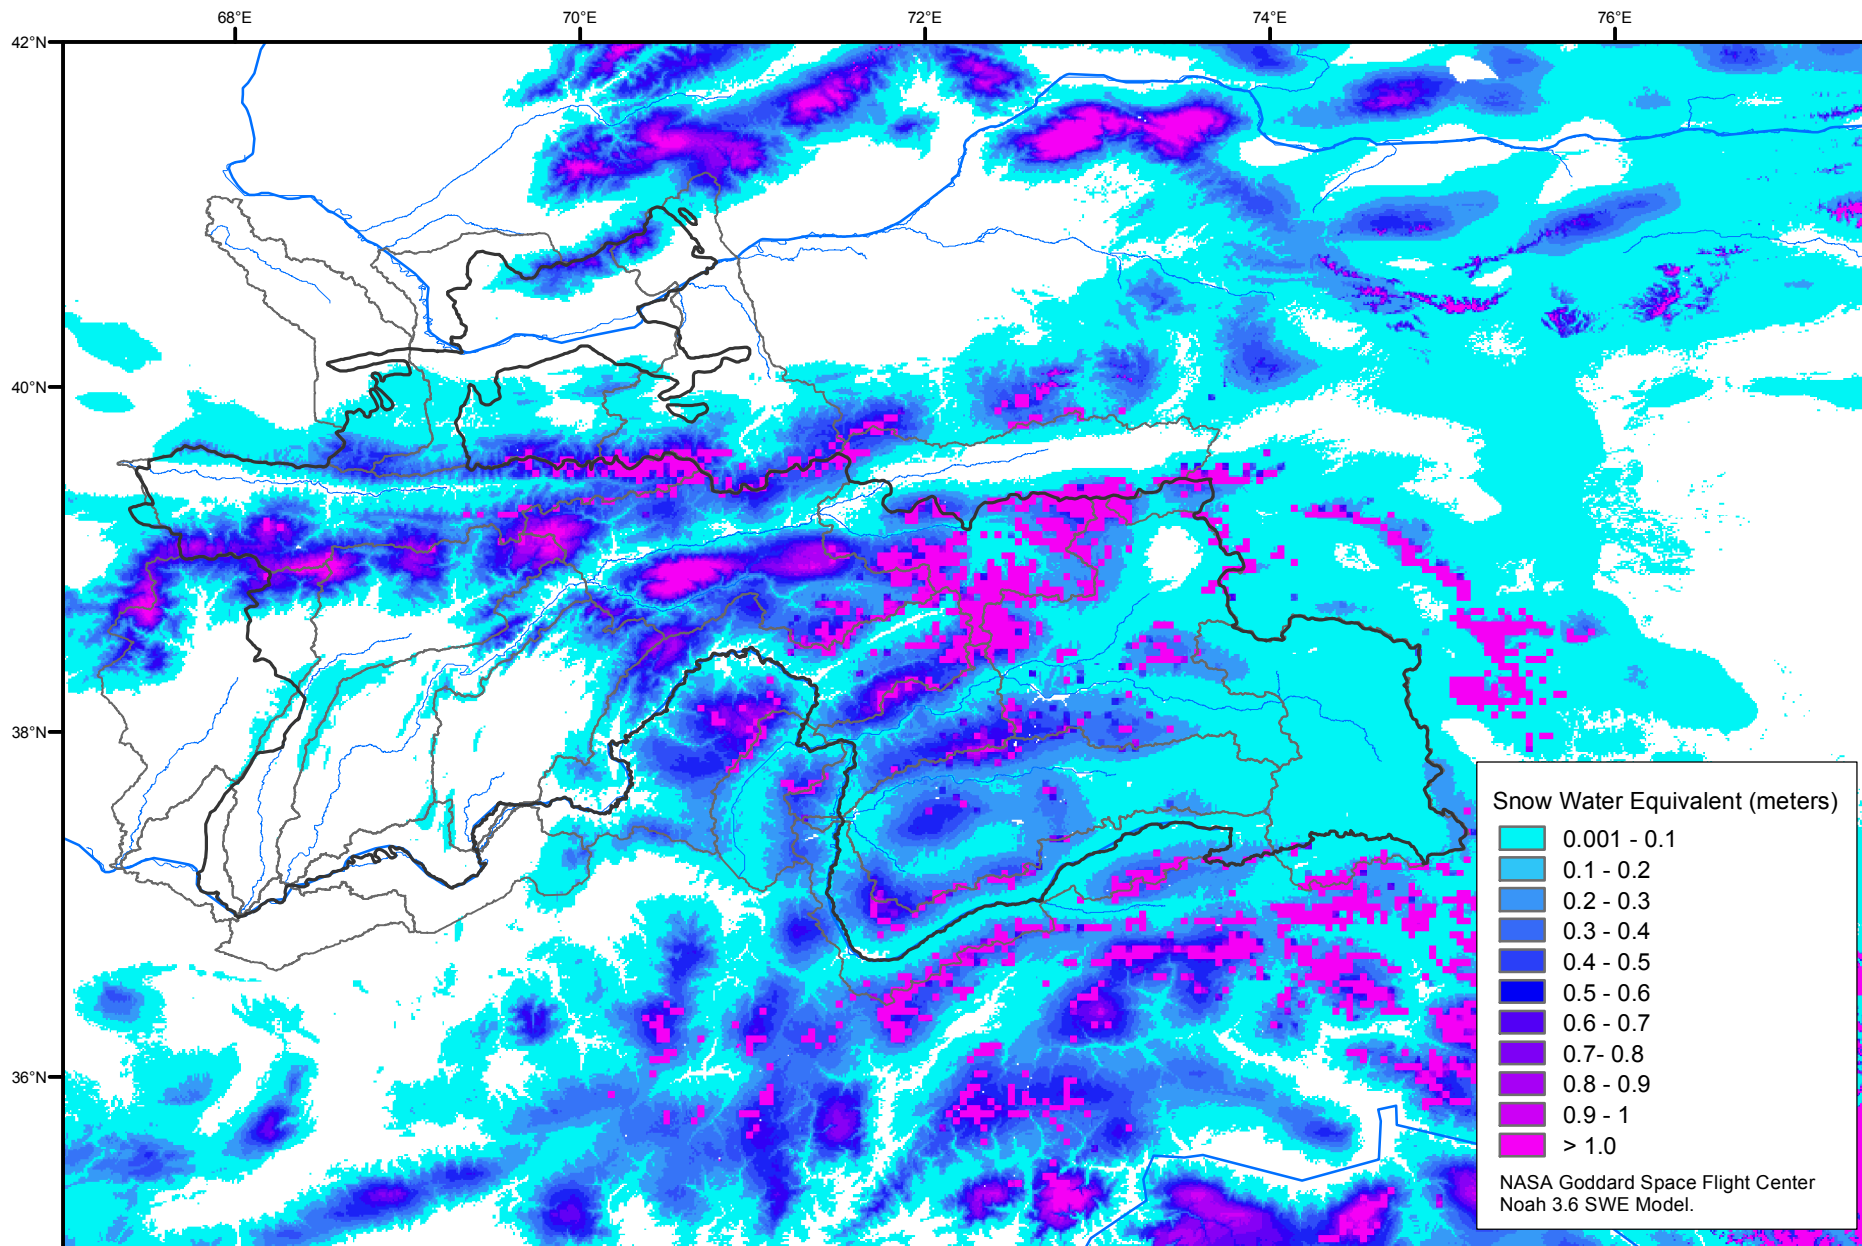 68°E 70°E 72°E 74°E 76°E
42°N
40°N
38°N
36°N
Snow Water Equivalent (meters)
0.001 - 0.1
0.1 - 0.2
0.2 - 0.3
0.3 - 0.4
0.4 - 0.5
0.5 - 0.6
0.6 - 0.7
0.7- 0.8
0.8 - 0.9
0.9 - 1
> 1.0
NASA Goddard Space Flight Center
Noah 3.6 SWE Model.